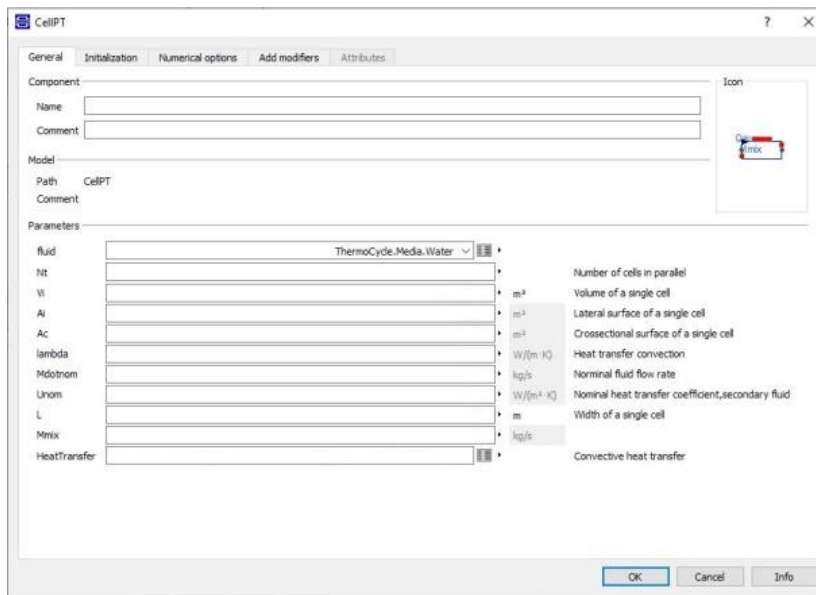 CellPT
General Initialization Numerical options Add modifiers Attributes
Component
Icon
Name
Comment
Mmix
Model
Path CellPT
Comment
Parameters
fluid ThermoCycle.Media.Water
Nt Number of cells in parallel
Vi m³ Volume of a single cell
Ai m² Lateral surface of a single cell
Ac m² Crossectional surface of a single cell
lambda W/(m·K) Heat transfer convection
Mdotnom kg/s Norminal fluid flow rate
Unom W/(m²·K) Nominal heat transfer coefficient,secondary fluid
L m Width of a single cell
Mmix kg/s
HeatTransfer Convective heat transfer
OK Cancel Info